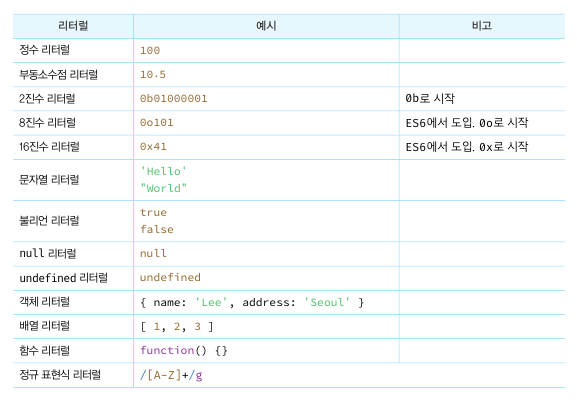 리터럴 예시 비고
정수 리터럴 100
부동소수점 리터럴 10.5
2진수 리터럴 0b01000001 0b로 시작
8진수 리터럴 0o101 ES6에서 도입. 0o로 시작
16진수 리터럴 0x41 ES6에서 도입. 0x로 시작
문자열 리터럴 'Hello'
"World"
불리언 리터럴 true
false
null 리터럴 null
undefined 리터럴 undefined
객체 리터럴 { name: 'Lee', address: 'Seoul' }
배열 리터럴 [ 1, 2, 3 ]
함수 리터럴 function() {}
정규 표현식 리터럴 /[A-Z]+/g